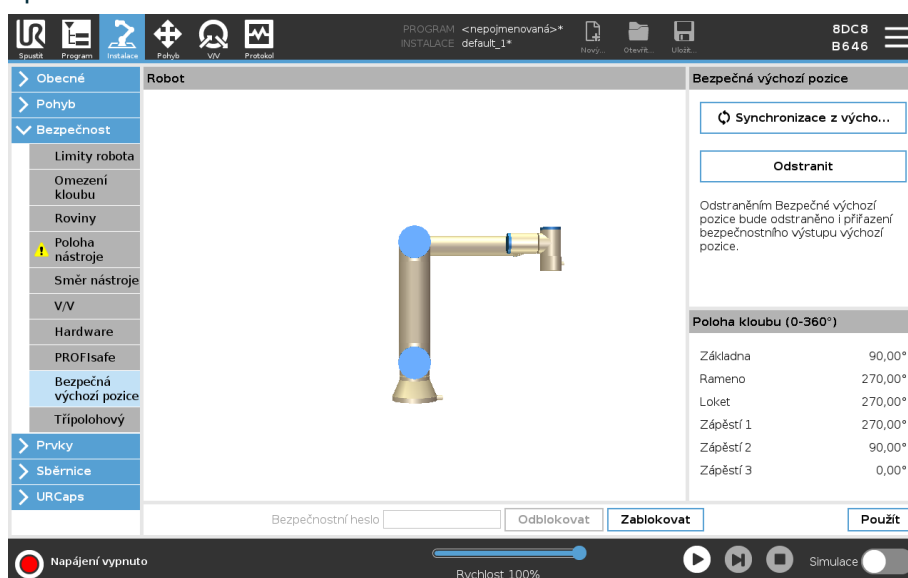 PROGRAM <nepojmenovaná>*
INSTALACE default_1*
8DC8
B646
Spustit Program Instalace Pohyb V/V Protokol Nový... Otevřít... Uložit...
Obecné
Pohyb
Bezpečnost
Limity robota
Omezení
kloubu
Roviny
Poloha
nástroje
Směr nástroje
V/V
Hardware
PROFIsafe
Bezpečná
výchozí pozice
Třípolohový
Prvky
Sběrnice
URCaps
Robot
Bezpečná výchozí pozice
Synchronizace z výcho...
Odstranit
Odstraněním Bezpečné výchozí
pozice bude odstraněno i přiřazení
bezpečnostního výstupu výchozí
pozice.
Poloha kloubu (0-360°)
Základna 90,00°
Rameno 270,00°
Loket 270,00°
Zápěstí 1 270,00°
Zápěstí 2 90,00°
Zápěstí 3 0,00°
Bezpečnostní heslo Odblokovat Zablokovat Použít
Napájení vypnuto
Rychlost 100%
Simulace